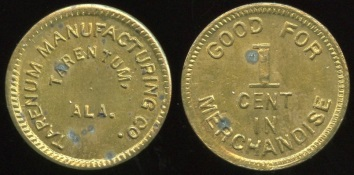 TARENUM MANUFACTURING CO.
TARENTUM,
ALA.
GOOD FOR
1
CENT
IN
MERCHANDISE